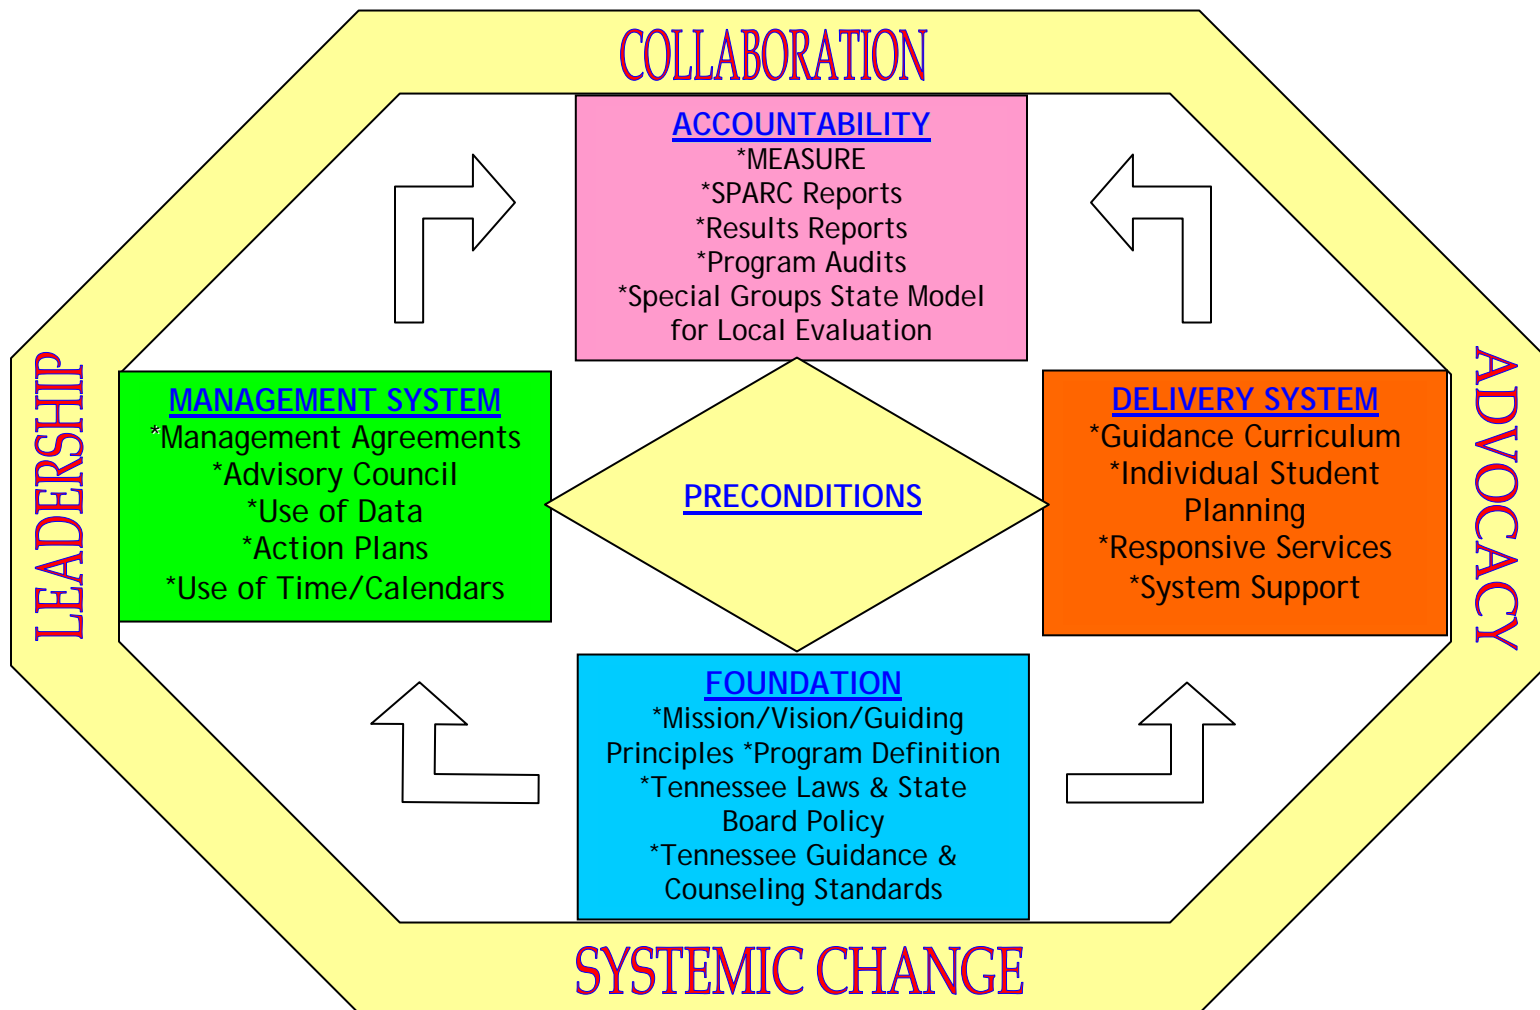 COLLABORATION
ACCOUNTABILITY
*MEASURE
*SPARC Reports
*Results Reports
*Program Audits
*Special Groups State Model
for Local Evaluation
LEADERSHIP
MANAGEMENT SYSTEM
*Management Agreements
*Advisory Council
*Use of Data
*Action Plans
*Use of Time/Calendars
PRECONDITIONS
DELIVERY SYSTEM
*Guidance Curriculum
*Individual Student
Planning
*Responsive Services
*System Support
ADVOCACY
FOUNDATION
*Mission/Vision/Guiding
Principles *Program Definition
*Tennessee Laws & State
Board Policy
*Tennessee Guidance &
Counseling Standards
SYSTEMIC CHANGE